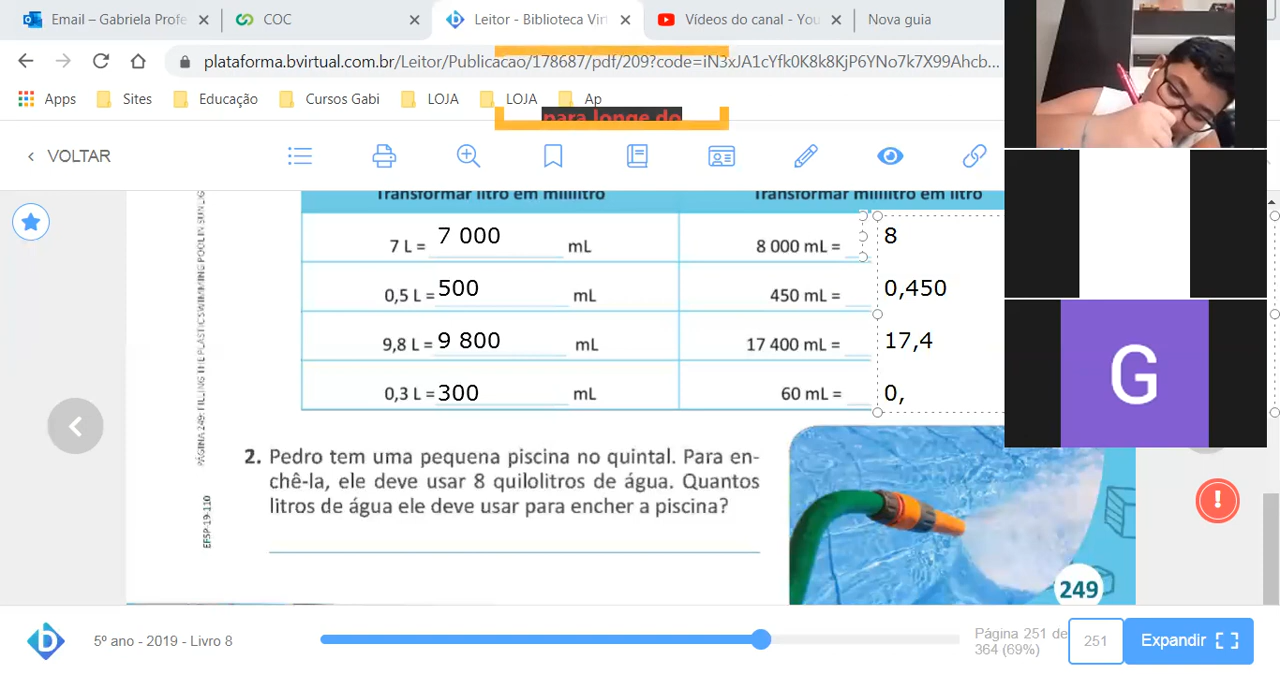 Email – Gabriela Profe
COC
Leitor - Biblioteca Virt
Vídeos do canal - You
Nova guia
plataforma.bvirtual.com.br/Leitor/Publicacao/178687/pdf/209?code=iN3xJA1cYfk0K8k8KjP6YNo7k7X99Ahcb...
Apps
Sites
Educação
Cursos Gabi
LOJA
LOJA
Ap
para longe do
VOLTAR
Transformar litro em mililitro
Transformar mililitro em litro
7 L = 7 000 mL
8 000 mL = 8
0,5 L = 500 mL
450 mL = 0,450
9,8 L = 9 800 mL
17 400 mL = 17,4
0,3 L = 300 mL
60 mL = 0,
2. Pedro tem uma pequena piscina no quintal. Para en-
chê-la, ele deve usar 8 quilolitros de água. Quantos
litros de água ele deve usar para encher a piscina?
EFSP-19-110
249
G
5º ano - 2019 - Livro 8
Página 251 de
364 (69%)
251
Expandir